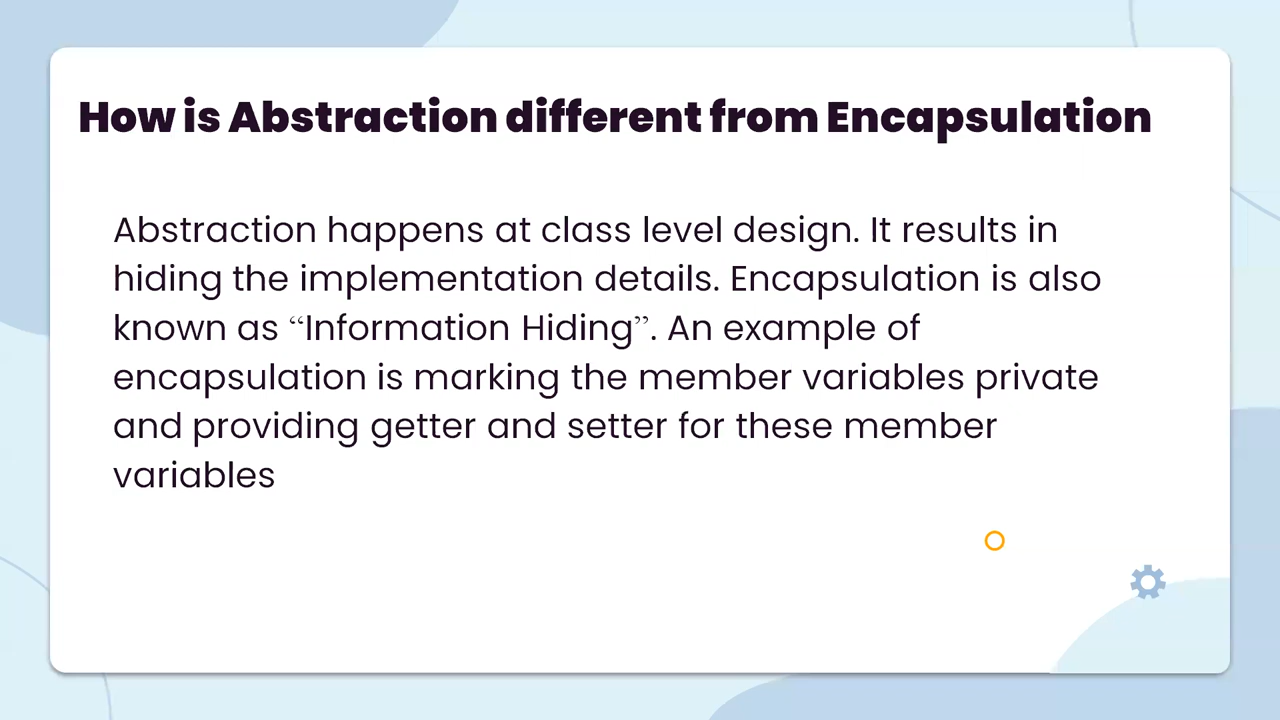 How is Abstraction different from Encapsulation
Abstraction happens at class level design. It results in
hiding the implementation details. Encapsulation is also
known as “Information Hiding”. An example of
encapsulation is marking the member variables private
and providing getter and setter for these member
variables